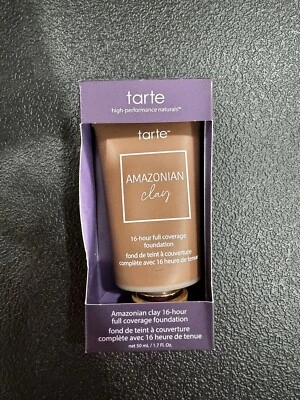 tarte
high-performance naturals™
tarte™
AMAZONIAN
clay
16-hour full coverage
foundation
fond de teint à couverture
complète avec 16 heure de tenue
Amazonian clay 16-hour
full coverage foundation
fond de teint à couverture
complète avec 16 heure de tenue
net 50 mL / 1.7 fl. Oz.